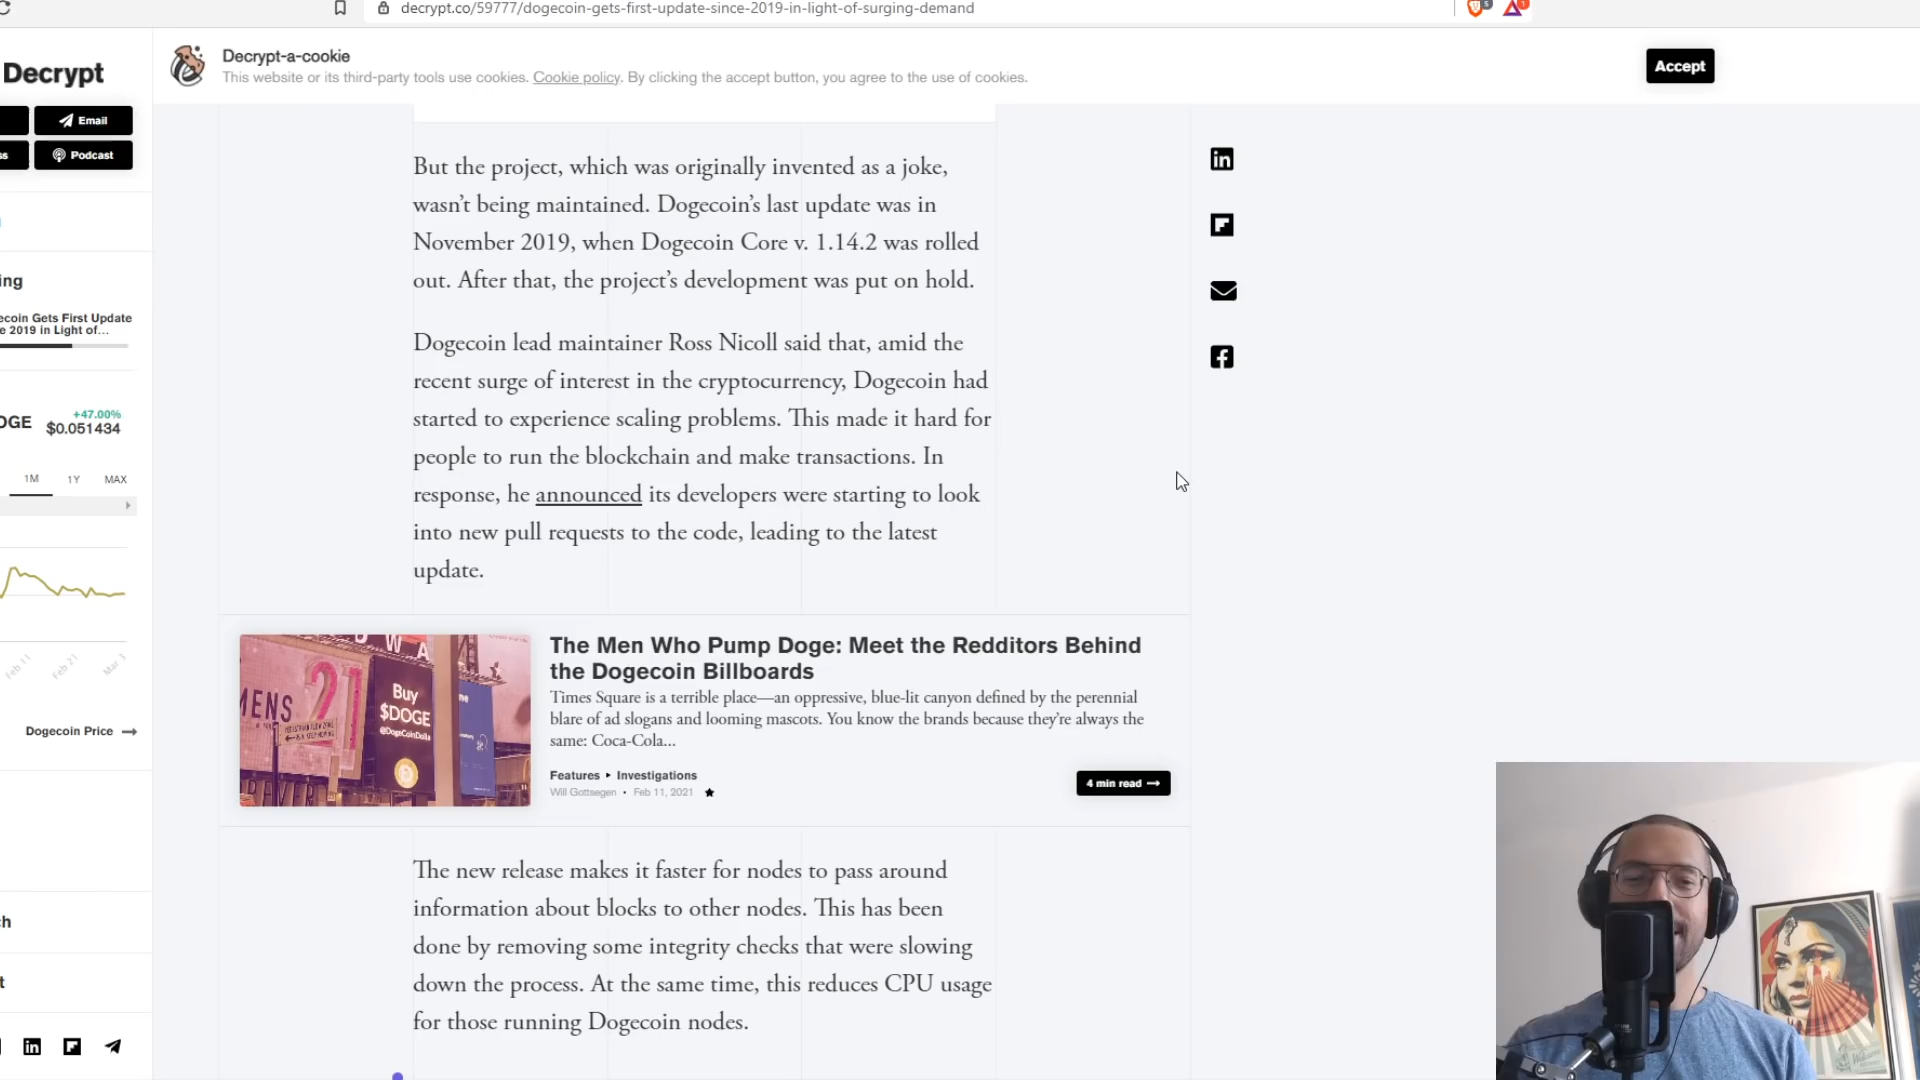 decrypt.co/59777/dogecoin-gets-first-update-since-2019-in-light-of-surging-demand
5
1
Decrypt
Decrypt-a-cookie
This website or its third-party tools use cookies. Cookie policy. By clicking the accept button, you agree to the use of cookies.
Accept
Email
ss
Podcast
ing
ecoin Gets First Update
e 2019 in Light of...
OGE
+47.00%
$0.051434
1M
1Y
MAX
Feb 11
Feb 21
Mar 3
Dogecoin Price
ch
t
But the project, which was originally invented as a joke,
wasn’t being maintained. Dogecoin’s last update was in
November 2019, when Dogecoin Core v. 1.14.2 was rolled
out. After that, the project’s development was put on hold.
Dogecoin lead maintainer Ross Nicoll said that, amid the
recent surge of interest in the cryptocurrency, Dogecoin had
started to experience scaling problems. This made it hard for
people to run the blockchain and make transactions. In
response, he announced its developers were starting to look
into new pull requests to the code, leading to the latest
update.
MENS
21
Buy
$DOGE
@DogeCoinDolla
The Men Who Pump Doge: Meet the Redditors Behind
the Dogecoin Billboards
Times Square is a terrible place—an oppressive, blue-lit canyon defined by the perennial
blare of ad slogans and looming mascots. You know the brands because they’re always the
same: Coca-Cola...
Features ▸ Investigations
Will Gottsegen • Feb 11, 2021
4 min read
The new release makes it faster for nodes to pass around
information about blocks to other nodes. This has been
done by removing some integrity checks that were slowing
down the process. At the same time, this reduces CPU usage
for those running Dogecoin nodes.